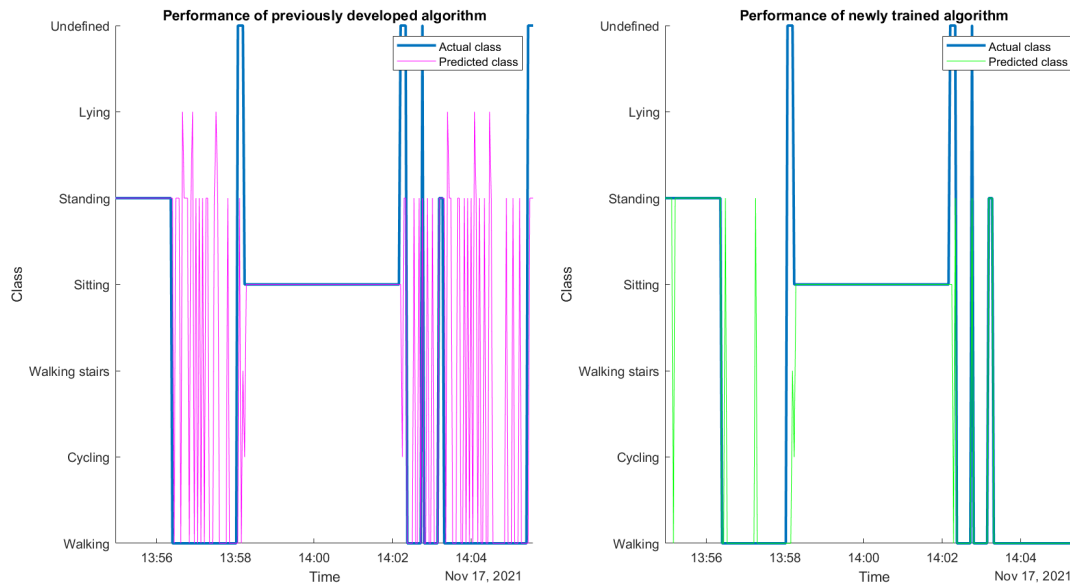 Performance of previously developed algorithm
Undefined
Lying
Standing
Sitting
Walking stairs
Cycling
Walking
Class
Actual class
Predicted class
13:56
13:58
14:00
14:02
14:04
Time
Nov 17, 2021
Performance of newly trained algorithm
Undefined
Lying
Standing
Sitting
Walking stairs
Cycling
Walking
Class
Actual class
Predicted class
13:56
13:58
14:00
14:02
14:04
Time
Nov 17, 2021